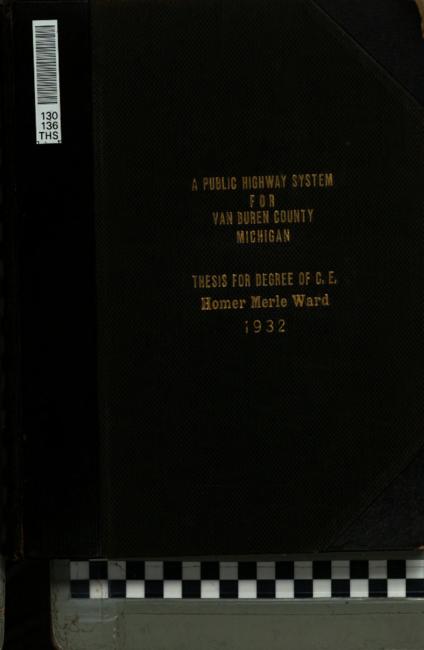 130
136
THS
A PUBLIC HIGHWAY SYSTEM
FOR
VAN BUREN COUNTY
MICHIGAN
THESIS FOR DEGREE OF C. E.
Homer Merle Ward
1932